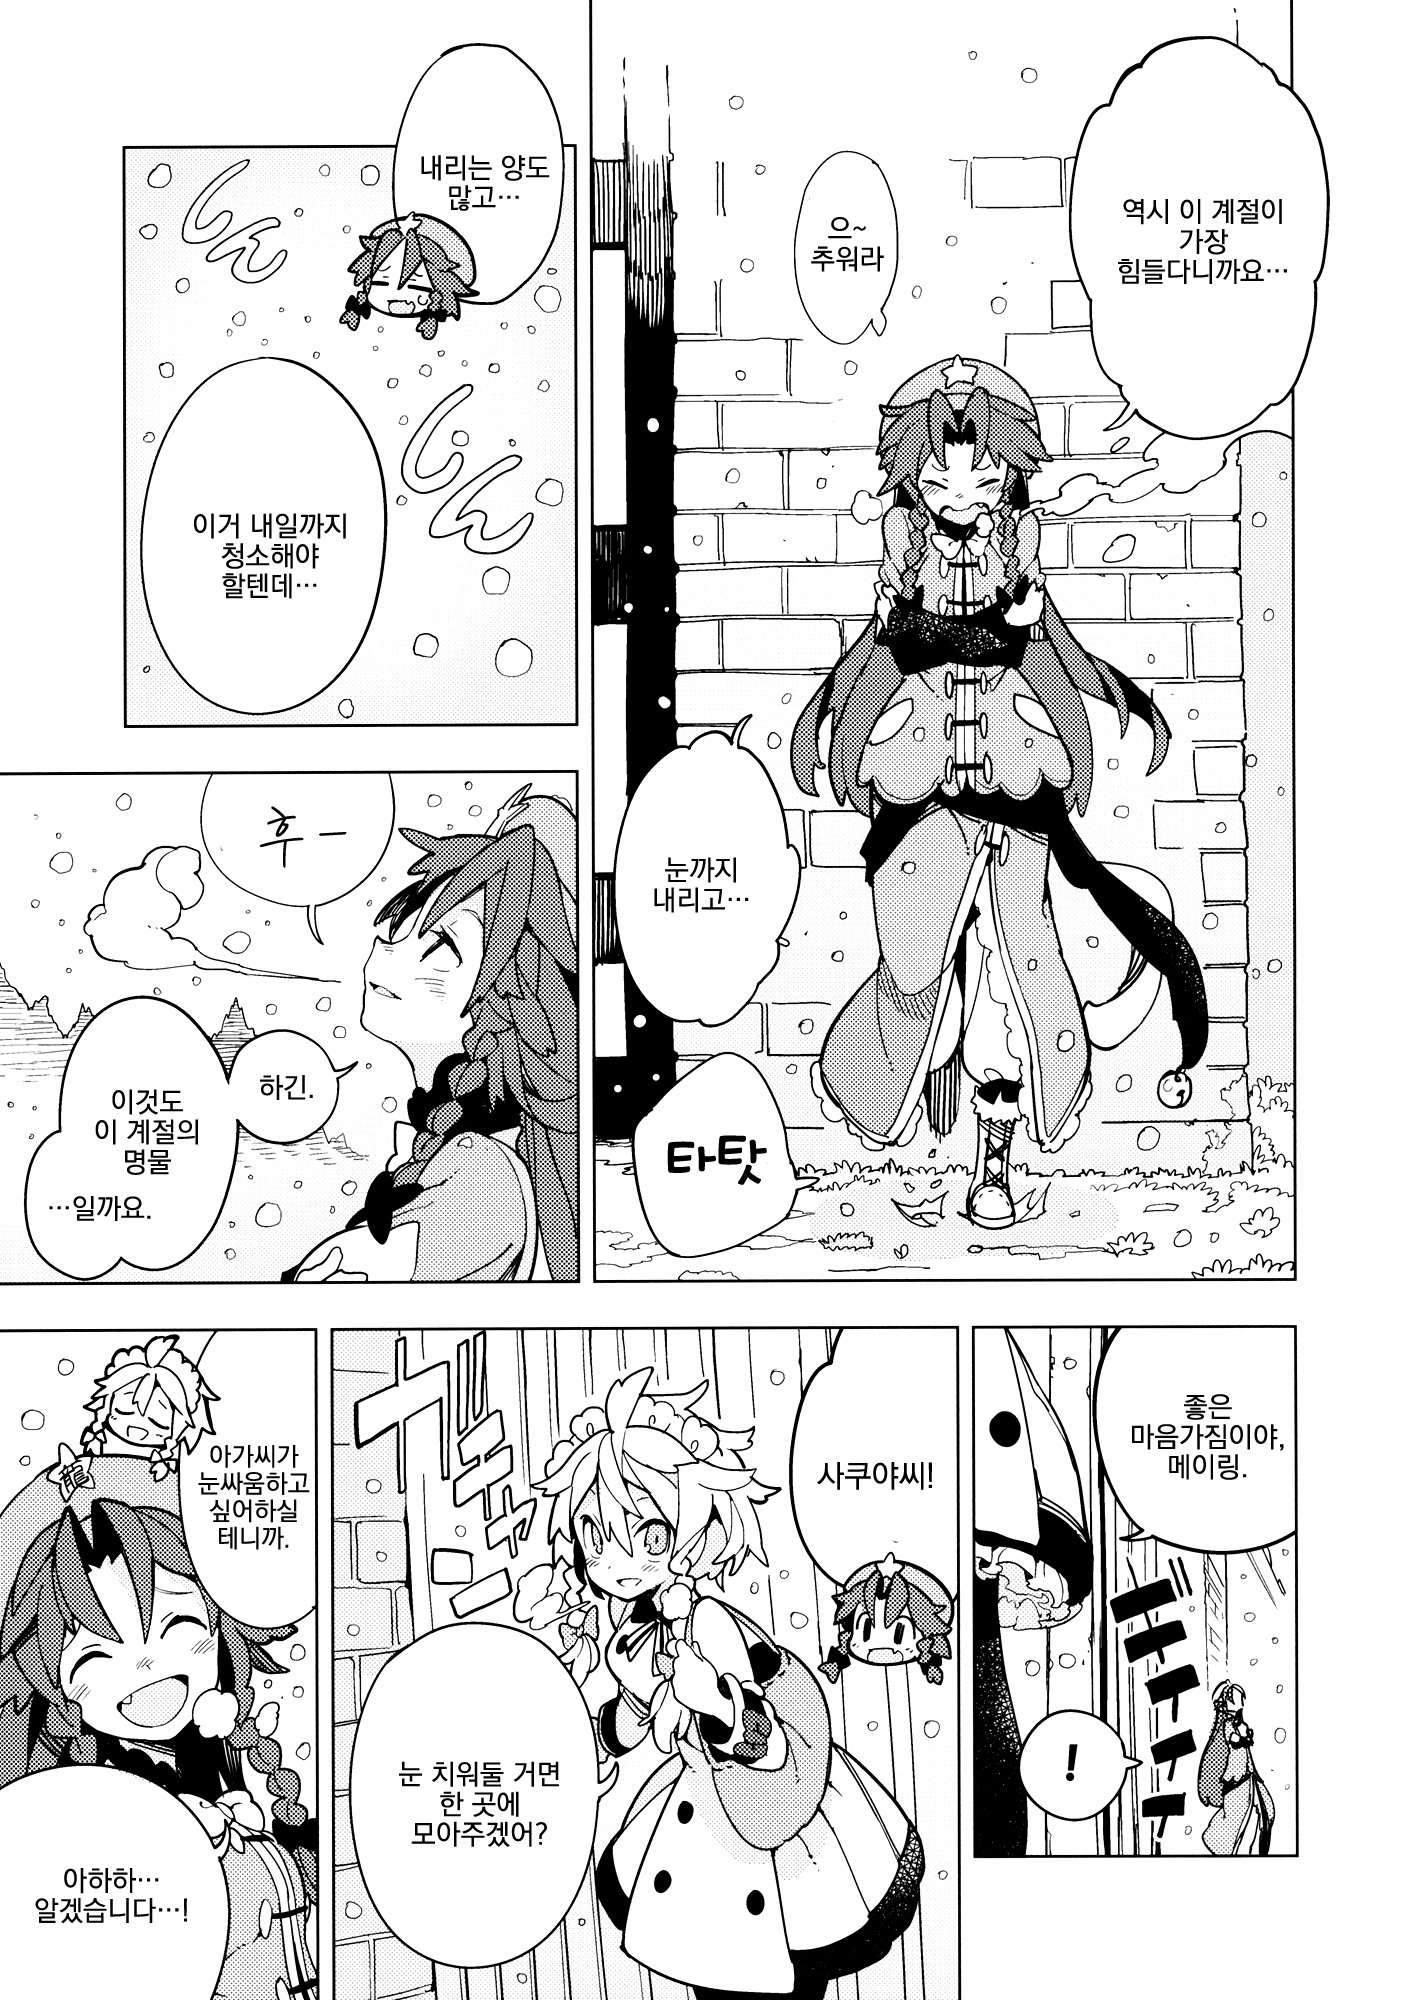 역시 이 계절이
가장
힘들다니까요…
으~
추워라
눈까지
내리고…
타탓
내리는 양도
많고…
しん
しん
이거 내일까지
청소해야
할텐데…
후ー
하긴.
이것도
이 계절의
명물
…일까요.
좋은
마음가짐이야,
메이링.
!
사쿠야씨!
눈 치워둘 거면
한 곳에
모아주겠어?
아가씨가
눈싸움하고
싶어하실
테니까.
龍
아하하…
알겠습니다…!